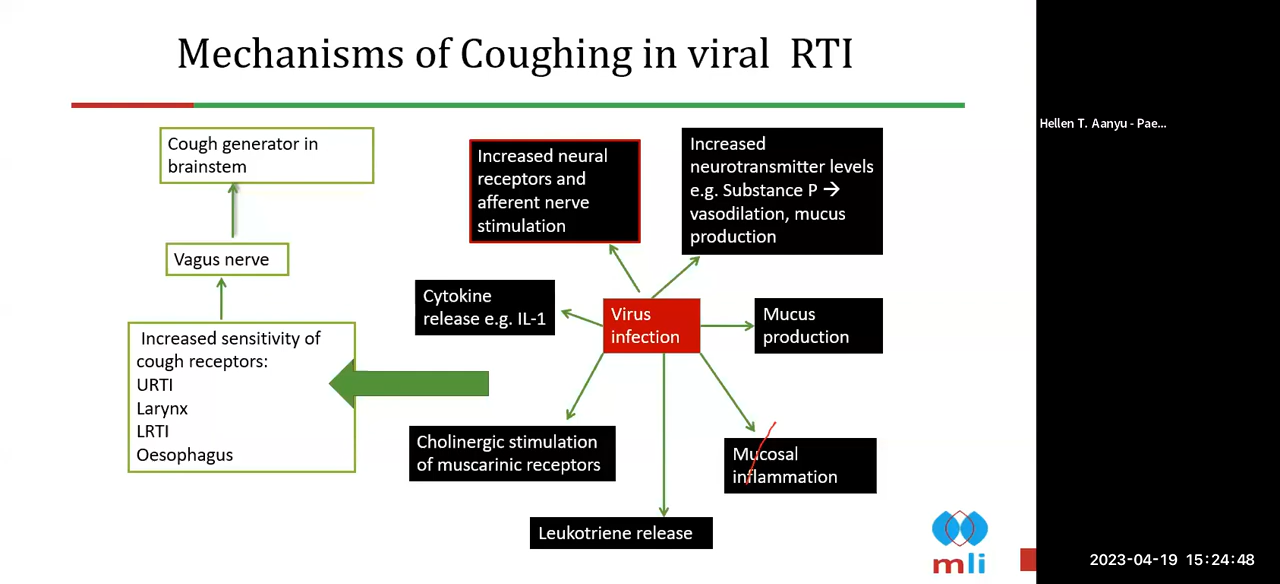 Mechanisms of Coughing in viral RTI
Cough generator in
brainstem
Vagus nerve
Increased sensitivity of
cough receptors:
URTI
Larynx
LRTI
Oesophagus
Increased neural
receptors and
afferent nerve
stimulation
Increased
neurotransmitter levels
e.g. Substance P →
vasodilation, mucus
production
Cytokine
release e.g. IL-1
Virus
infection
Mucus
production
Cholinergic stimulation
of muscarinic receptors
Mucosal
inflammation
Leukotriene release
mli
Hellen T. Aanyu - Pae...
2023-04-19 15:24:48